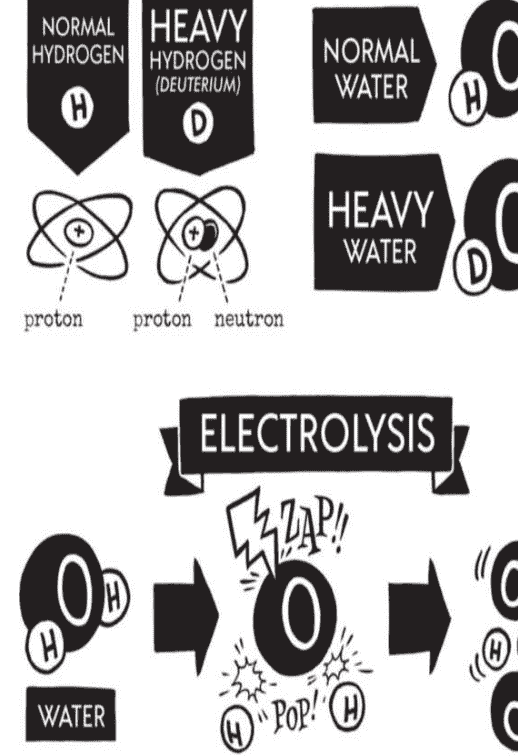 NORMAL
HYDROGEN
H
HEAVY
HYDROGEN
(DEUTERIUM)
D
NORMAL
WATER
H
O
HEAVY
WATER
D
O
+
+
proton
proton
neutron
ELECTROLYSIS
ZAP!!
O
H
H
WATER
O
H
"POP!"
H
O
H
O